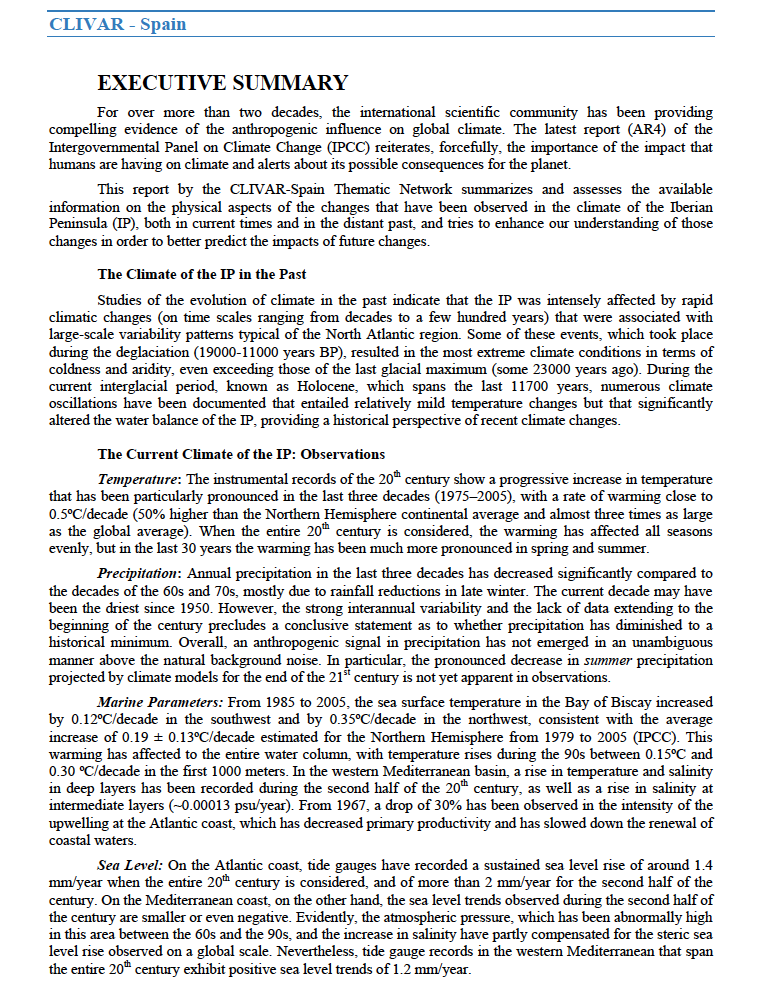 CLIVAR - Spain
EXECUTIVE SUMMARY
For over more than two decades, the international scientific community has been providing
compelling evidence of the anthropogenic influence on global climate. The latest report (AR4) of the
Intergovernmental Panel on Climate Change (IPCC) reiterates, forcefully, the importance of the impact that
humans are having on climate and alerts about its possible consequences for the planet.
This report by the CLIVAR-Spain Thematic Network summarizes and assesses the available
information on the physical aspects of the changes that have been observed in the climate of the Iberian
Peninsula (IP), both in current times and in the distant past, and tries to enhance our understanding of those
changes in order to better predict the impacts of future changes.
The Climate of the IP in the Past
Studies of the evolution of climate in the past indicate that the IP was intensely affected by rapid
climatic changes (on time scales ranging from decades to a few hundred years) that were associated with
large-scale variability patterns typical of the North Atlantic region. Some of these events, which took place
during the deglaciation (19000-11000 years BP), resulted in the most extreme climate conditions in terms of
coldness and aridity, even exceeding those of the last glacial maximum (some 23000 years ago). During the
current interglacial period, known as Holocene, which spans the last 11700 years, numerous climate
oscillations have been documented that entailed relatively mild temperature changes but that significantly
altered the water balance of the IP, providing a historical perspective of recent climate changes.
The Current Climate of the IP: Observations
Temperature: The instrumental records of the 20th century show a progressive increase in temperature
that has been particularly pronounced in the last three decades (1975–2005), with a rate of warming close to
0.5ºC/decade (50% higher than the Northern Hemisphere continental average and almost three times as large
as the global average). When the entire 20th century is considered, the warming has affected all seasons
evenly, but in the last 30 years the warming has been much more pronounced in spring and summer.
Precipitation: Annual precipitation in the last three decades has decreased significantly compared to
the decades of the 60s and 70s, mostly due to rainfall reductions in late winter. The current decade may have
been the driest since 1950. However, the strong interannual variability and the lack of data extending to the
beginning of the century precludes a conclusive statement as to whether precipitation has diminished to a
historical minimum. Overall, an anthropogenic signal in precipitation has not emerged in an unambiguous
manner above the natural background noise. In particular, the pronounced decrease in summer precipitation
projected by climate models for the end of the 21st century is not yet apparent in observations.
Marine Parameters: From 1985 to 2005, the sea surface temperature in the Bay of Biscay increased
by 0.12ºC/decade in the southwest and by 0.35ºC/decade in the northwest, consistent with the average
increase of 0.19 ± 0.13ºC/decade estimated for the Northern Hemisphere from 1979 to 2005 (IPCC). This
warming has affected to the entire water column, with temperature rises during the 90s between 0.15ºC and
0.30 ºC/decade in the first 1000 meters. In the western Mediterranean basin, a rise in temperature and salinity
in deep layers has been recorded during the second half of the 20th century, as well as a rise in salinity at
intermediate layers (~0.00013 psu/year). From 1967, a drop of 30% has been observed in the intensity of the
upwelling at the Atlantic coast, which has decreased primary productivity and has slowed down the renewal of
coastal waters.
Sea Level: On the Atlantic coast, tide gauges have recorded a sustained sea level rise of around 1.4
mm/year when the entire 20th century is considered, and of more than 2 mm/year for the second half of the
century. On the Mediterranean coast, on the other hand, the sea level trends observed during the second half of
the century are smaller or even negative. Evidently, the atmospheric pressure, which has been abnormally high
in this area between the 60s and the 90s, and the increase in salinity have partly compensated for the steric sea
level rise observed on a global scale. Nevertheless, tide gauge records in the western Mediterranean that span
the entire 20th century exhibit positive sea level trends of 1.2 mm/year.